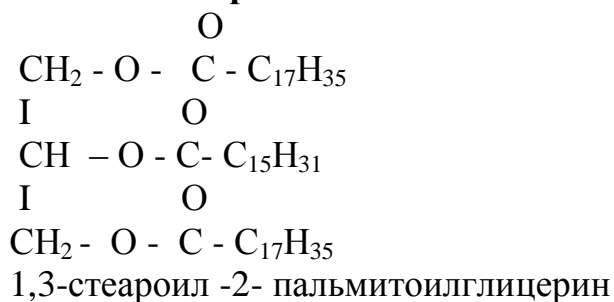 O
CH₂ - O - C - C₁₇H₃₅
I O
CH – O - C- C₁₅H₃₁
I O
CH₂ - O - C - C₁₇H₃₅
1,3-стеароил -2- пальмитоилглицерин